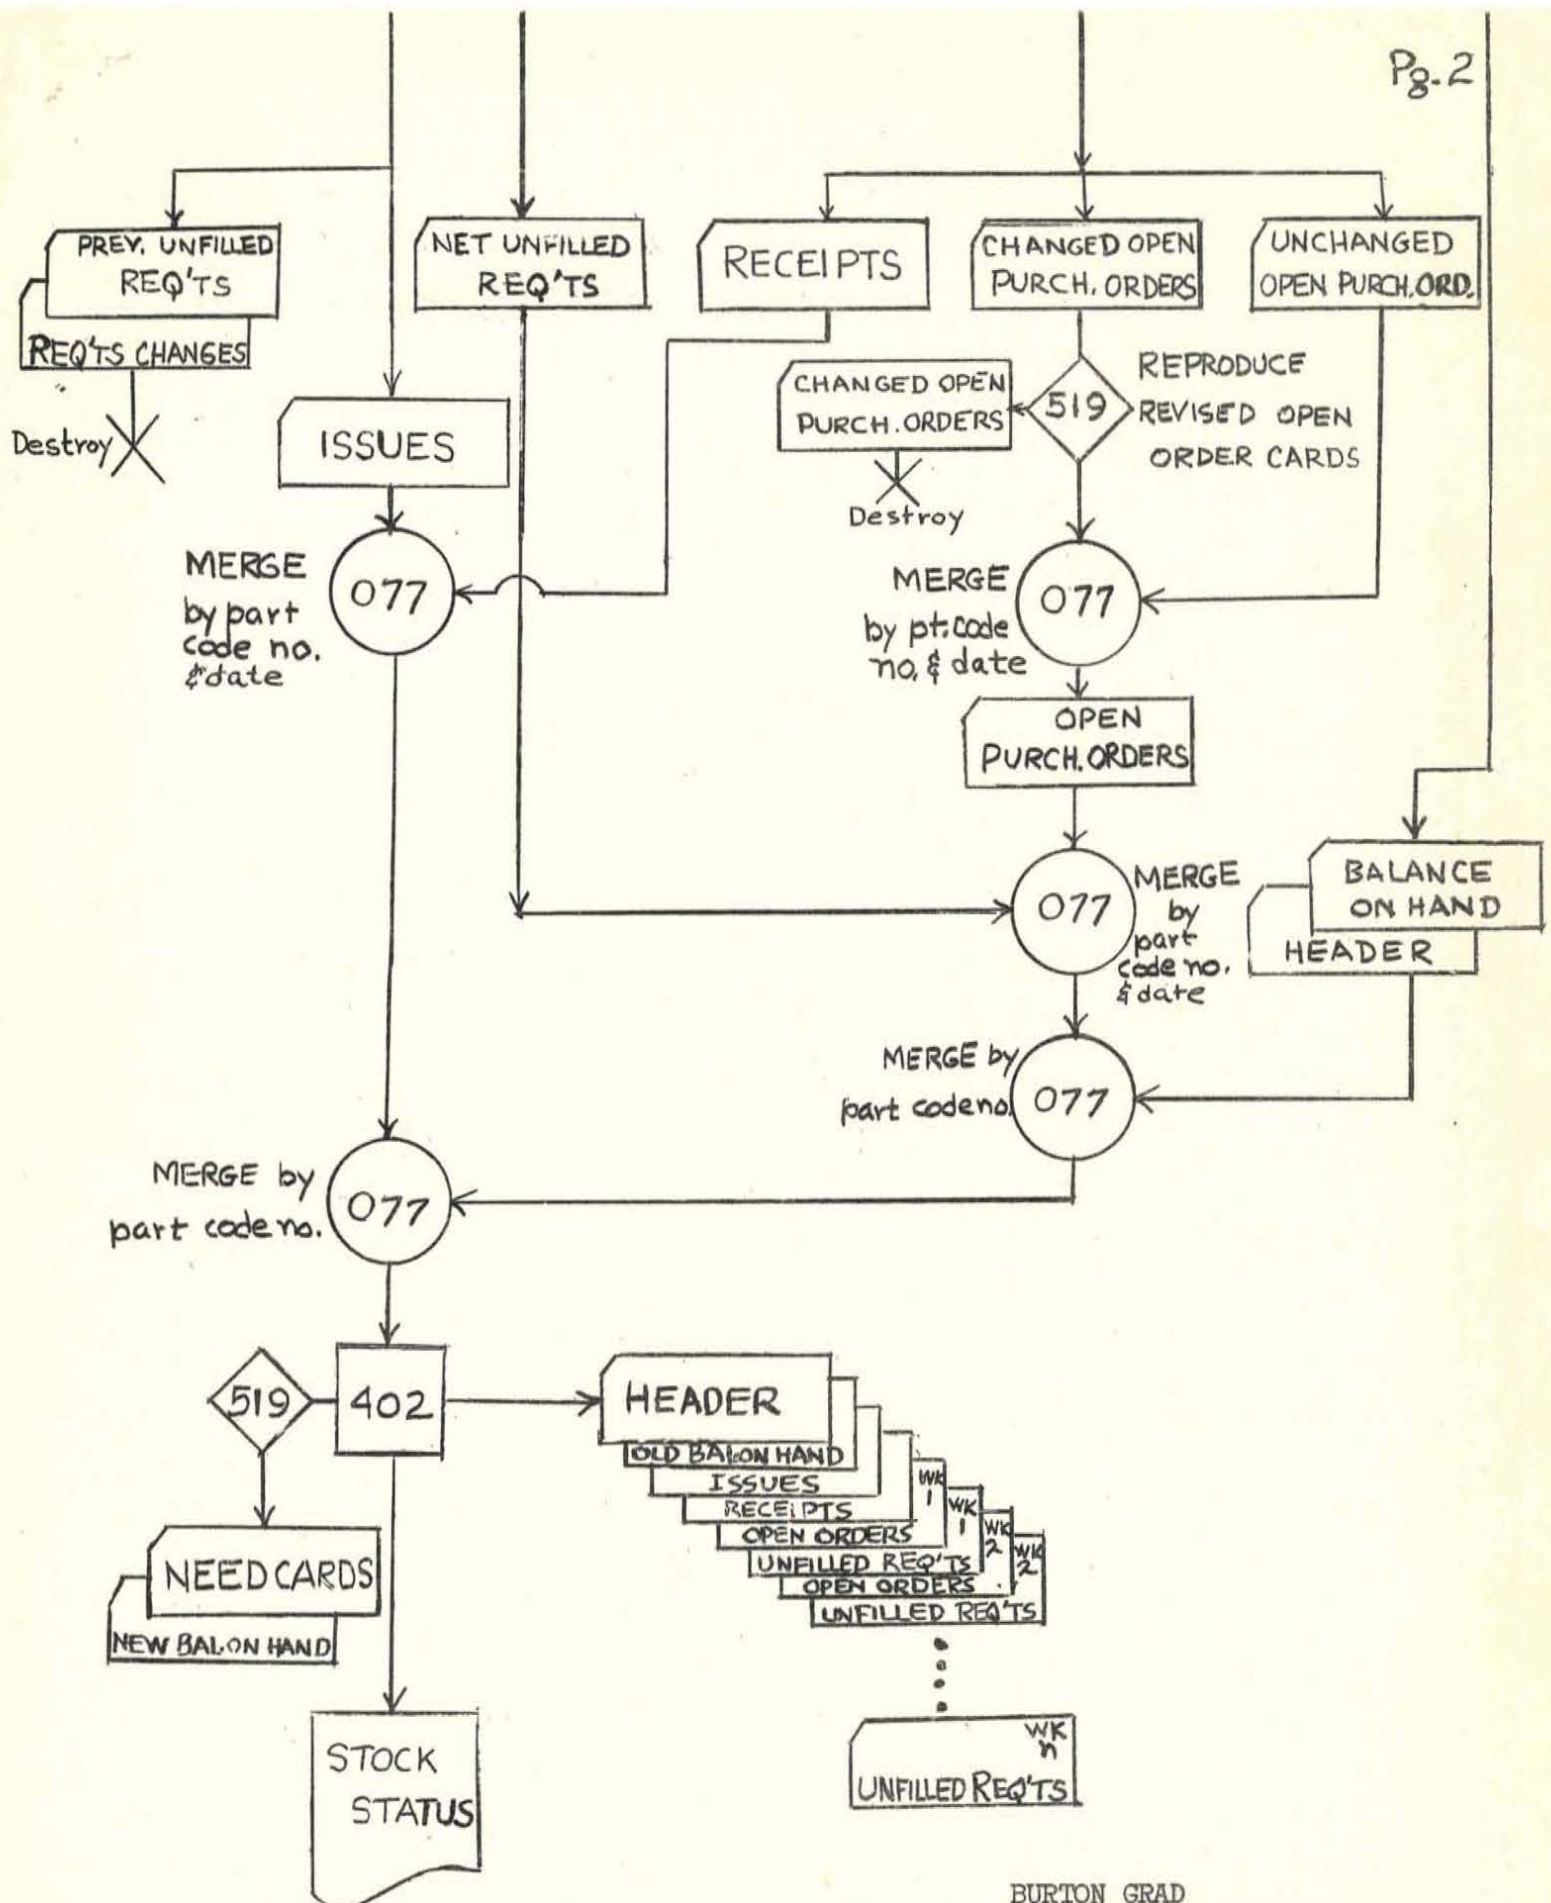 Pg. 2
PREV. UNFILLED
REQ'TS
REQ'TS CHANGES
Destroy
NET UNFILLED
REQ'TS
RECEIPTS
CHANGED OPEN
PURCH. ORDERS
UNCHANGED
OPEN PURCH. ORD.
ISSUES
CHANGED OPEN
PURCH. ORDERS
Destroy
519
REPRODUCE
REVISED OPEN
ORDER CARDS
MERGE
by part
code no.
& date
077
MERGE
by pt. code
no. & date
077
OPEN
PURCH. ORDERS
077
MERGE
by
part
code no.
& date
BALANCE
ON HAND
HEADER
MERGE by
part code no.
077
MERGE by
part code no.
077
519
402
HEADER
OLD BAL ON HAND
ISSUES
RECEIPTS
WK
1
OPEN ORDERS
WK
1
UNFILLED REQ'TS
WK
2
OPEN ORDERS
WK
2
UNFILLED REQ'TS
NEED CARDS
NEW BAL. ON HAND
STOCK
STATUS
WK
n
UNFILLED REQ'TS
BURTON GRAD